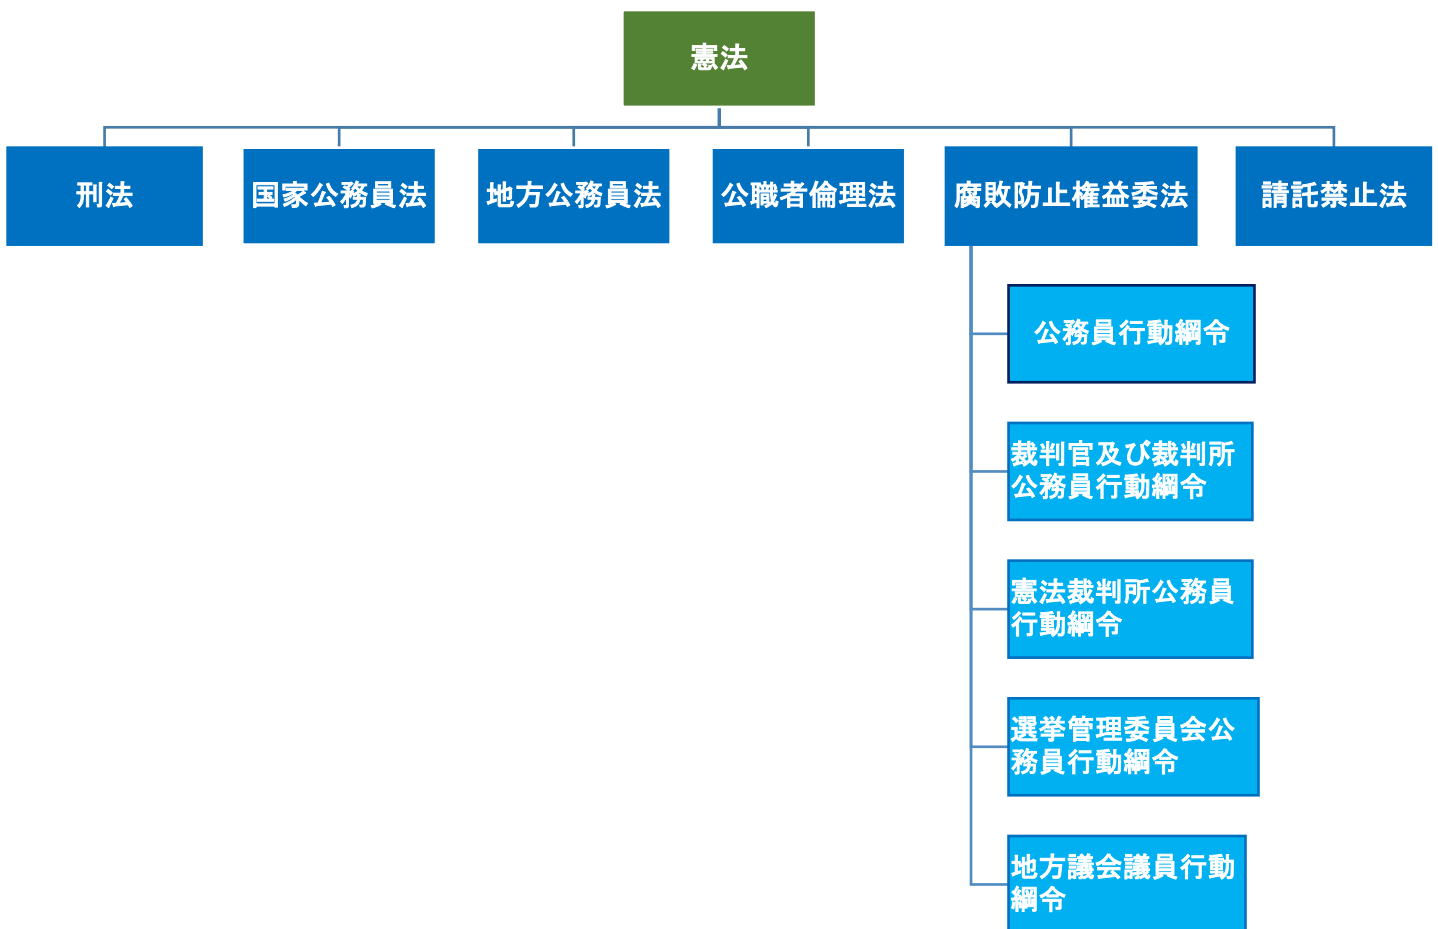 憲法
刑法
国家公務員法
地方公務員法
公職者倫理法
腐敗防止権益委法
請託禁止法
公務員行動綱令
裁判官及び裁判所
公務員行動綱令
憲法裁判所公務員
行動綱令
選挙管理委員会公
務員行動綱令
地方議会議員行動
綱令